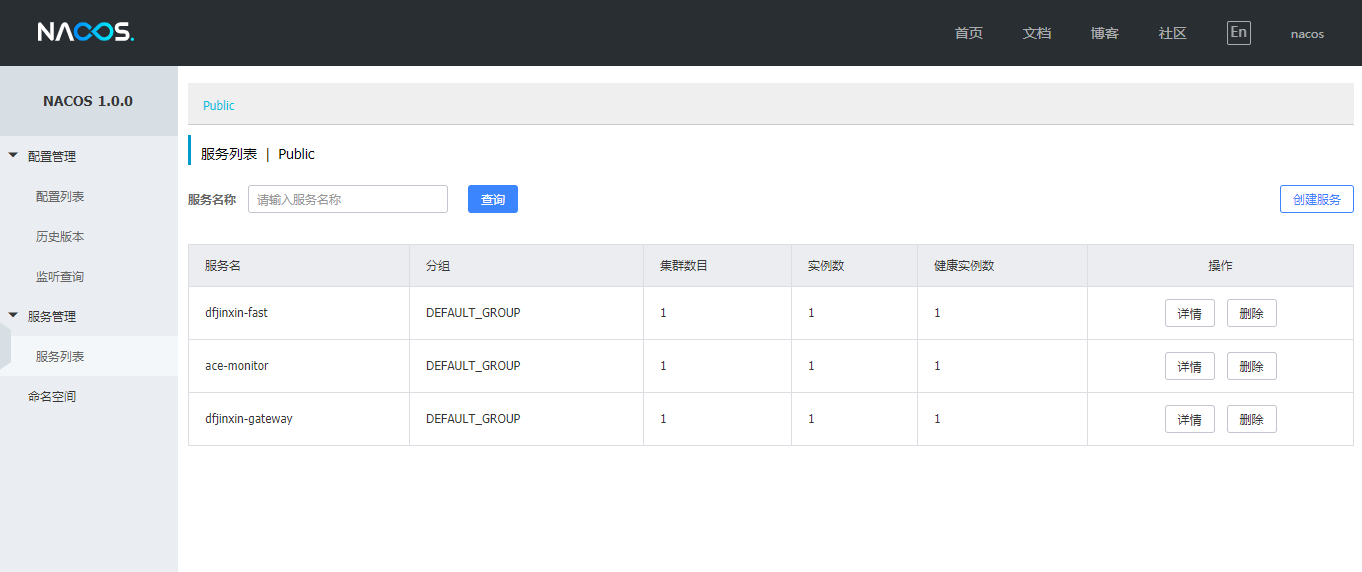 NACOS. 首页 文档 博客 社区 En nacos
NACOS 1.0.0
配置管理
配置列表
历史版本
监听查询
服务管理
服务列表
命名空间
Public
服务列表 | Public
服务名称 请输入服务名称 查询 创建服务
服务名 分组 集群数目 实例数 健康实例数 操作
dfjinxin-fast DEFAULT_GROUP 1 1 1 详情 删除
ace-monitor DEFAULT_GROUP 1 1 1 详情 删除
dfjinxin-gateway DEFAULT_GROUP 1 1 1 详情 删除